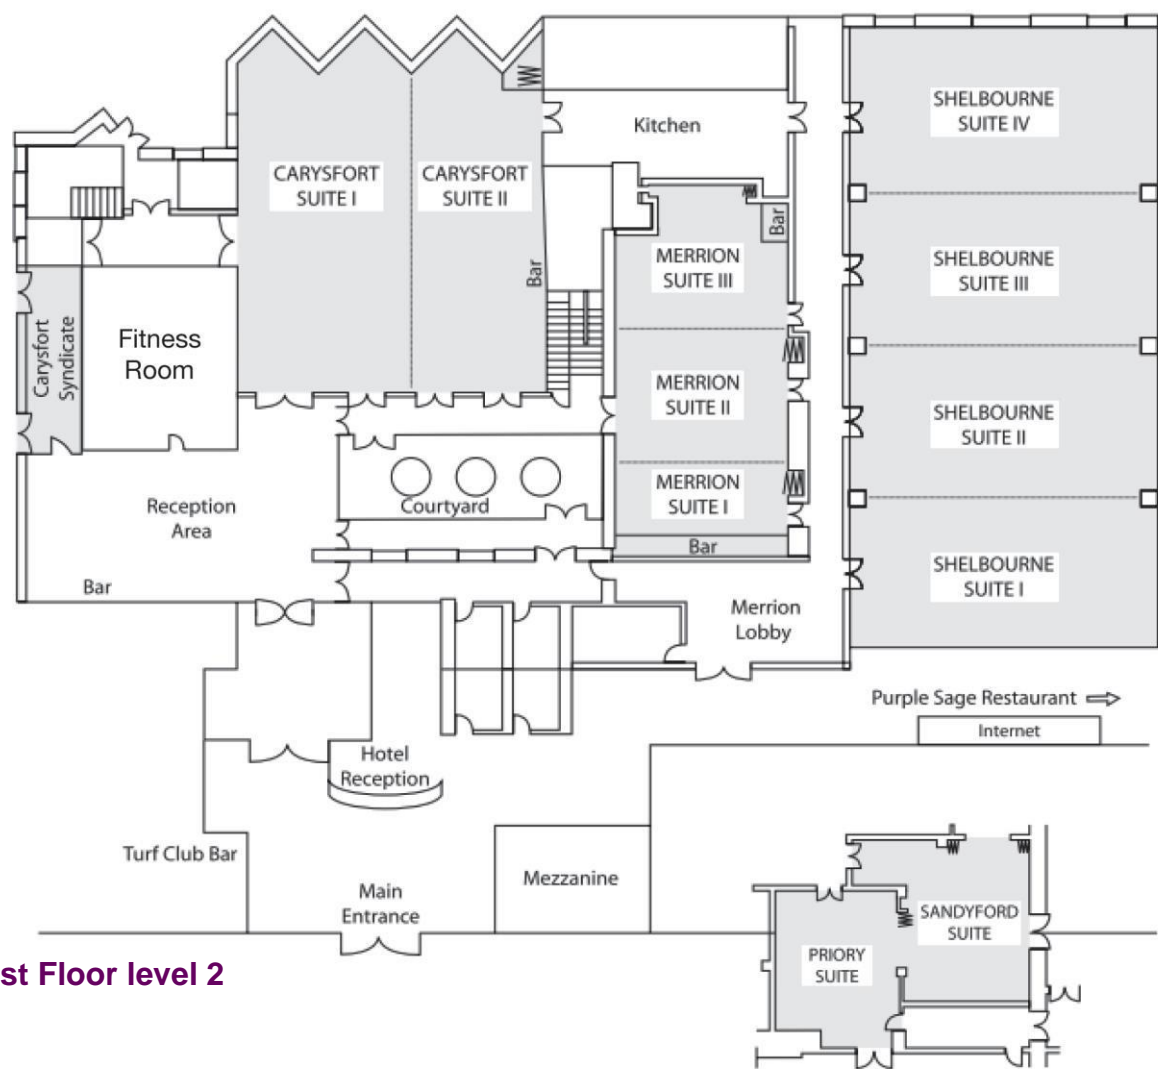 SHELBOURNE
SUITE IV
Kitchen
CARYSFORT
SUITE I
CARYSFORT
SUITE II
Bar
MERRION
SUITE III
Bar
SHELBOURNE
SUITE III
Carysfort
Syndicate
Fitness
Room
MERRION
SUITE II
SHELBOURNE
SUITE II
MERRION
SUITE I
Reception
Area
Courtyard
Bar
SHELBOURNE
SUITE I
Bar
Merrion
Lobby
Purple Sage Restaurant
Internet
Hotel
Reception
Turf Club Bar
Mezzanine
Main
Entrance
SANDYFORD
SUITE
PRIORY
SUITE
st Floor level 2